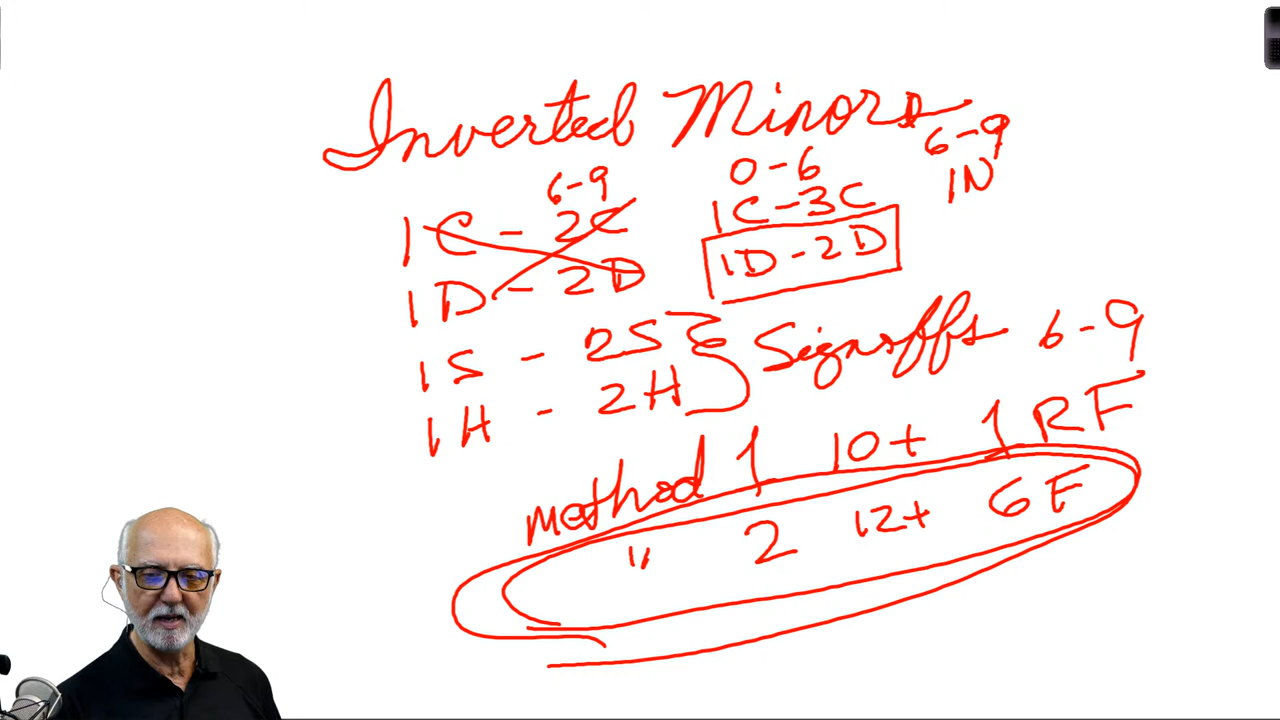 Inverted Minors
6-9 0-6 6-9
1C - 2C 1C - 3C 1N
1D - 2D 1D - 2D
1S - 2S Signoffs 6-9
1H - 2H
method 1 10+ 1RF
" 2 12+ GF